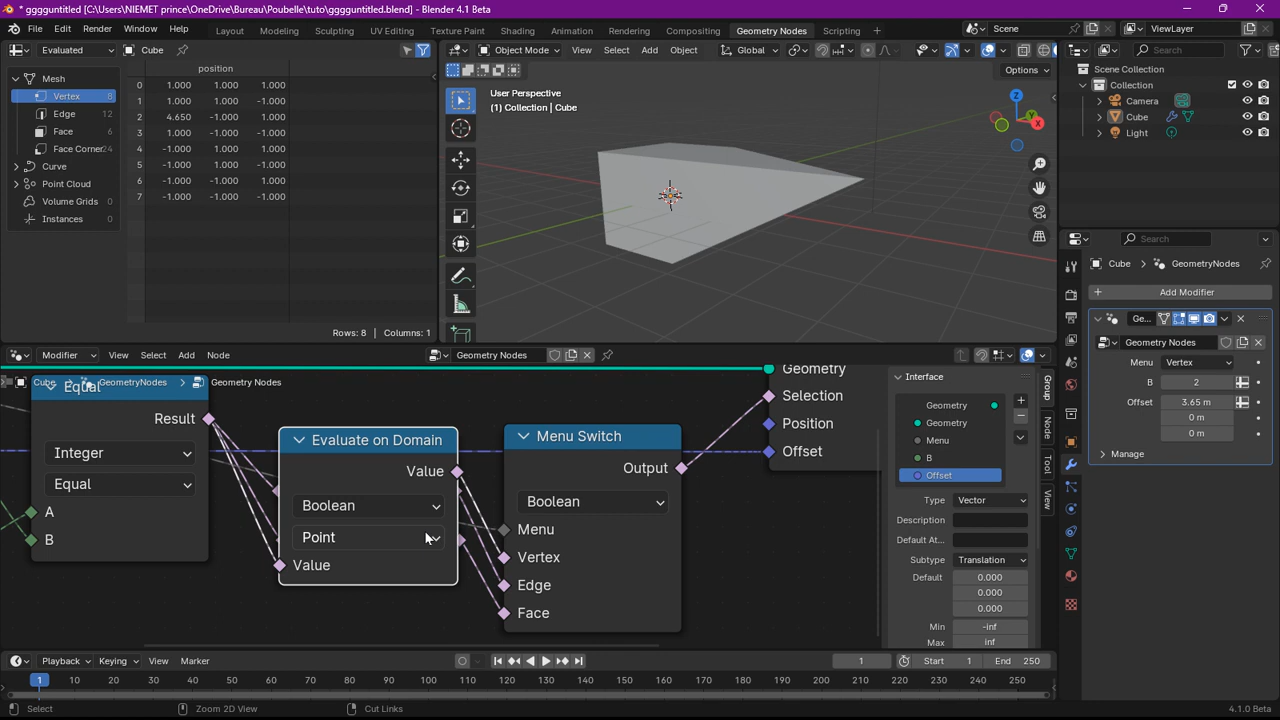 * gggguntitled [C:\Users\NIEMET prince\OneDrive\Bureau\Poubelle\tuto\gggguntitled.blend] - Blender 4.1 Beta
File Edit Render Window Help Layout Modeling Sculpting UV Editing Texture Paint Shading Animation Rendering Compositing Geometry Nodes Scripting + Scene ViewLayer
Evaluated Cube
Object Mode View Select Add Object Global
Search
Options
position
Mesh
Vertex 8
Edge 12
Face 6
Face Corner 24
Curve
Point Cloud 0
Volume Grids 0
Instances 0
0 1.000 1.000 1.000
1 1.000 1.000 -1.000
2 4.650 -1.000 1.000
3 1.000 -1.000 -1.000
4 -1.000 1.000 1.000
5 -1.000 1.000 -1.000
6 -1.000 -1.000 1.000
7 -1.000 -1.000 -1.000
Rows: 8 | Columns: 1
User Perspective
(1) Collection | Cube
Z
Y
X
Scene Collection
Collection
Camera
Cube
Light
Search
Cube GeometryNodes
Add Modifier
Ge...
Geometry Nodes
Menu Vertex
B 2
Offset 3.65 m
0 m
0 m
Manage
Modifier View Select Add Node Geometry Nodes
Cube GeometryNodes Geometry Nodes
Equal
Result
Integer
Equal
A
B
Evaluate on Domain
Value
Boolean
Point
Value
Menu Switch
Output
Boolean
Menu
Vertex
Edge
Face
Geometry
Selection
Position
Offset
Interface
Geometry
Geometry
Menu
B
Offset
Type Vector
Description
Default At...
Subtype Translation
Default 0.000
0.000
0.000
Min -inf
Max inf
Group
Node
Tool
View
Playback Keying View Marker 1 Start 1 End 250
1 10 20 30 40 50 60 70 80 90 100 110 120 130 140 150 160 170 180 190 200 210 220 230 240 250
Select Zoom 2D View Cut Links 4.1.0 Beta